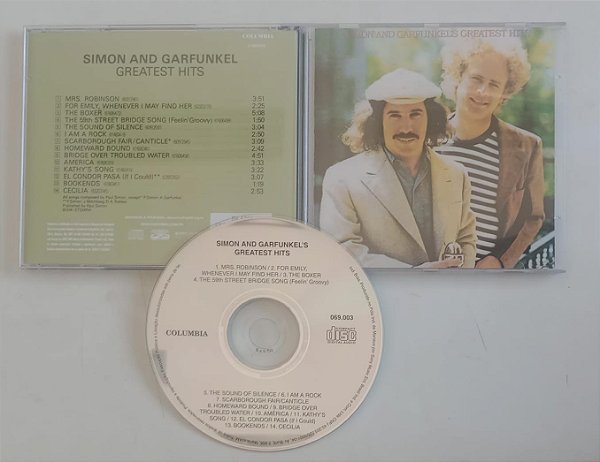 COLUMBIA
SIMON AND GARFUNKEL
GREATEST HITS
MRS. ROBINSON 3:51
FOR EMILY, WHENEVER I MAY FIND HER 2:25
THE BOXER 5:08
THE 59th STREET BRIDGE SONG (Feelin' Groovy) 1:50
THE SOUND OF SILENCE 3:04
I AM A ROCK 2:50
SCARBOROUGH FAIR/CANTICLE* 3:09
HOMEWARD BOUND 2:42
BRIDGE OVER TROUBLED WATER 4:51
AMERICA 3:33
KATHY'S SONG 3:22
EL CONDOR PASA (If I Could)** 3:07
BOOKENDS 1:19
CECILIA 2:53
SIMON AND GARFUNKEL'S GREATEST HITS
SIMON AND GARFUNKEL'S
GREATEST HITS
1. MRS. ROBINSON / 2. FOR EMILY,
WHENEVER I MAY FIND HER / 3. THE BOXER
4. THE 59th STREET BRIDGE SONG (Feelin' Groovy)
COLUMBIA
069.003
COMPACT
disc
DIGITAL AUDIO
5. THE SOUND OF SILENCE / 6. I AM A ROCK
7. SCARBOROUGH FAIR/CANTICLE
8. HOMEWARD BOUND / 9. BRIDGE OVER
TROUBLED WATER / 10. AMERICA / 11. KATHY'S
SONG / 12. EL CONDOR PASA (If I Could)
13. BOOKENDS / 14. CECILIA